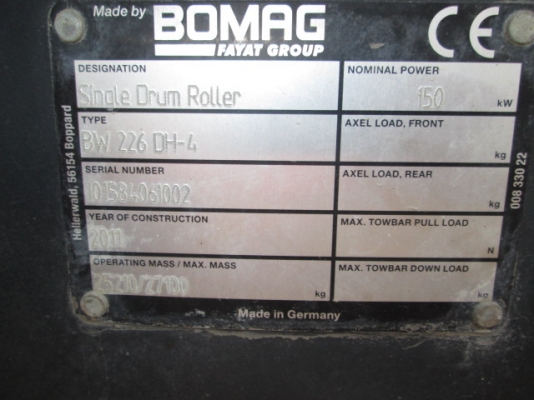 Made by BOMAG
FAYAT GROUP
CE
DESIGNATION
Single Drum Roller
NOMINAL POWER
150 kW
TYPE
BW 226 DH-4
AXEL LOAD, FRONT
kg
SERIAL NUMBER
101584061002
AXEL LOAD, REAR
kg
YEAR OF CONSTRUCTION
2011
MAX. TOWBAR PULL LOAD
N
OPERATING MASS / MAX. MASS
kg
MAX. TOWBAR DOWN LOAD
kg
Made in Germany
Hellerwald, 56154 Boppard
008 330 22